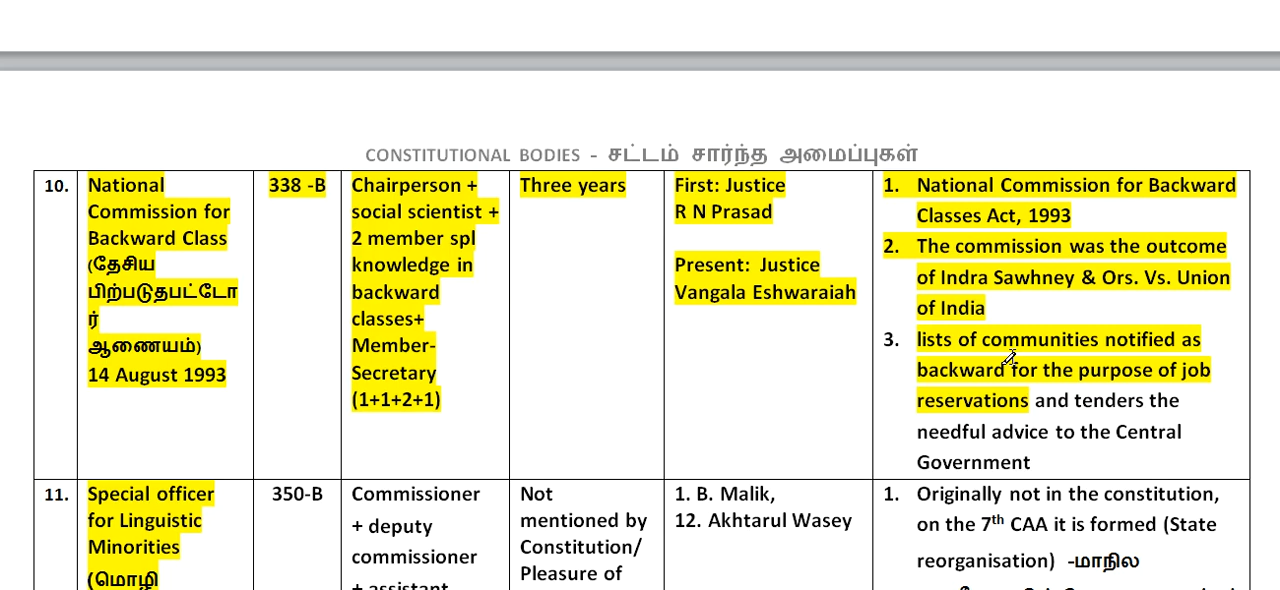 CONSTITUTIONAL BODIES - சட்டம் சார்ந்த அமைப்புகள்
10.
National
Commission for
Backward Class
(தேசிய
பிற்படுதபட்டோ
ர்
ஆணையம்)
14 August 1993
338 -B
Chairperson +
social scientist +
2 member spl
knowledge in
backward
classes+
Member-
Secretary
(1+1+2+1)
Three years
First: Justice
R N Prasad
Present: Justice
Vangala Eshwaraiah
1. National Commission for Backward
Classes Act, 1993
2. The commission was the outcome
of Indra Sawhney & Ors. Vs. Union
of India
3. lists of communities notified as
backward for the purpose of job
reservations and tenders the
needful advice to the Central
Government
11.
Special officer
for Linguistic
Minorities
(மொழி
350-B
Commissioner
+ deputy
commissioner
+ assistant
Not
mentioned by
Constitution/
Pleasure of
1. B. Malik,
12. Akhtarul Wasey
1. Originally not in the constitution,
on the 7th CAA it is formed (State
reorganisation) -மாநில